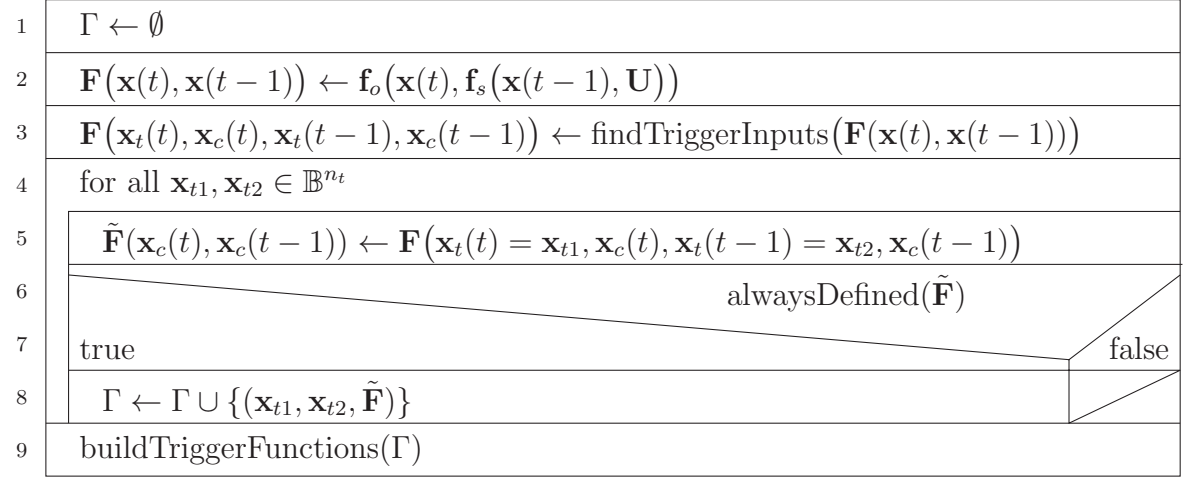 1 Γ ← ∅
2 F(x(t), x(t − 1)) ← f_o(x(t), f_s(x(t − 1), U))
3 F(x_t(t), x_c(t), x_t(t − 1), x_c(t − 1)) ← findTriggerInputs(F(x(t), x(t − 1)))
4 for all x_{t1}, x_{t2} ∈ 𝔹^{n_t}
5 F̃(x_c(t), x_c(t − 1)) ← F(x_t(t) = x_{t1}, x_c(t), x_t(t − 1) = x_{t2}, x_c(t − 1))
6 alwaysDefined(F̃)
7 true false
8 Γ ← Γ ∪ {(x_{t1}, x_{t2}, F̃)}
9 buildTriggerFunctions(Γ)